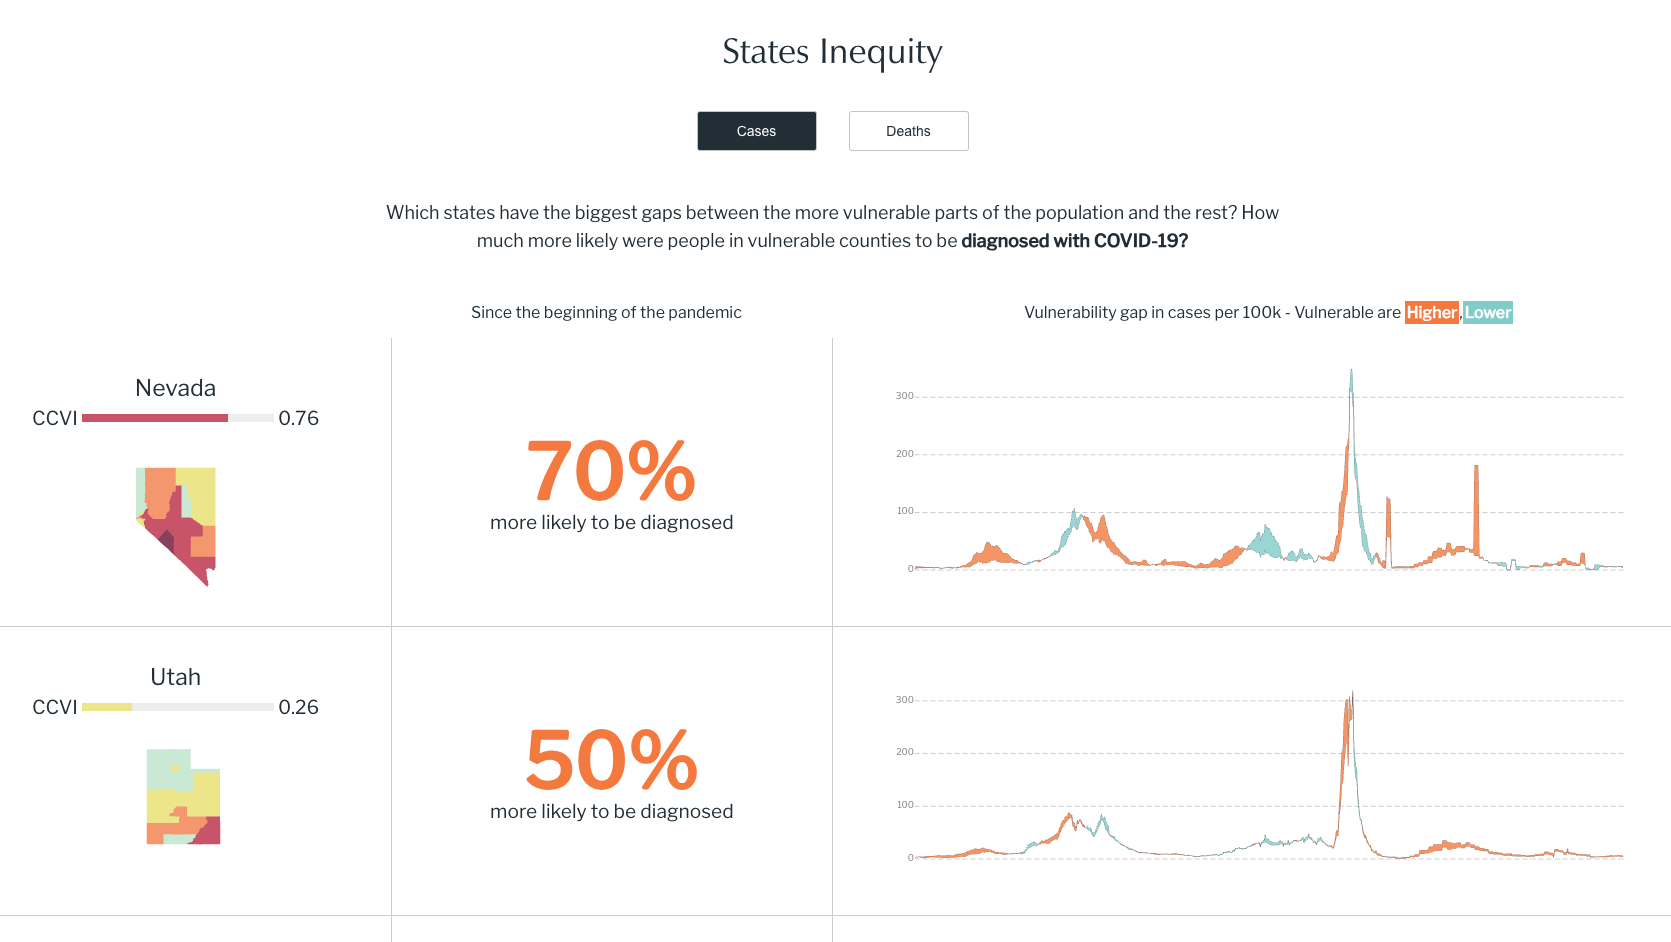 States Inequity
Cases
Deaths
Which states have the biggest gaps between the more vulnerable parts of the population and the rest? How
much more likely were people in vulnerable counties to be diagnosed with COVID-19?
Since the beginning of the pandemic
Vulnerability gap in cases per 100k - Vulnerable are Higher, Lower
Nevada
CCVI 0.76
70%
more likely to be diagnosed
300
200
100
0
Utah
CCVI 0.26
50%
more likely to be diagnosed
300
200
100
0